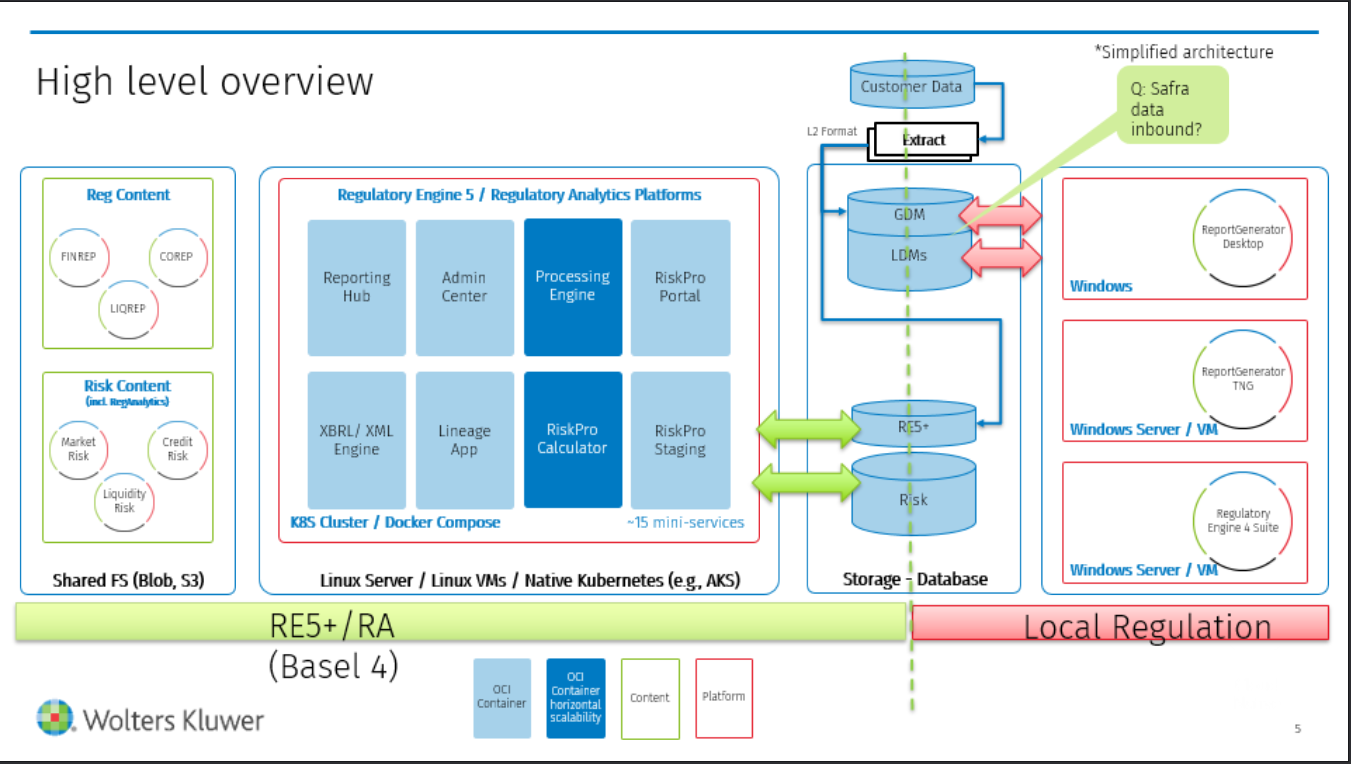 *Simplified architecture
High level overview
Q: Safra
data
inbound?
Customer Data
L2 Format
Extract
Reg Content
FINREP
COREP
LIQREP
Risk Content
(incl. RegAnalytics)
Market
Risk
Credit
Risk
Liquidity
Risk
Shared FS (Blob, S3)
Regulatory Engine 5 / Regulatory Analytics Platforms
Reporting
Hub
Admin
Center
Processing
Engine
RiskPro
Portal
XBRL/ XML
Engine
Lineage
App
RiskPro
Calculator
RiskPro
Staging
K8S Cluster / Docker Compose
~15 mini-services
Linux Server / Linux VMs / Native Kubernetes (e.g., AKS)
GDM
LDMs
RE5+
Risk
Storage - Database
ReportGenerator
Desktop
Windows
ReportGenerator
TNG
Windows Server / VM
Regulatory
Engine 4 Suite
Windows Server / VM
RE5+/RA
(Basel 4)
Local Regulation
OCI
Container
OCI
Container
horizontal
scalability
Content
Platform
Wolters Kluwer
5